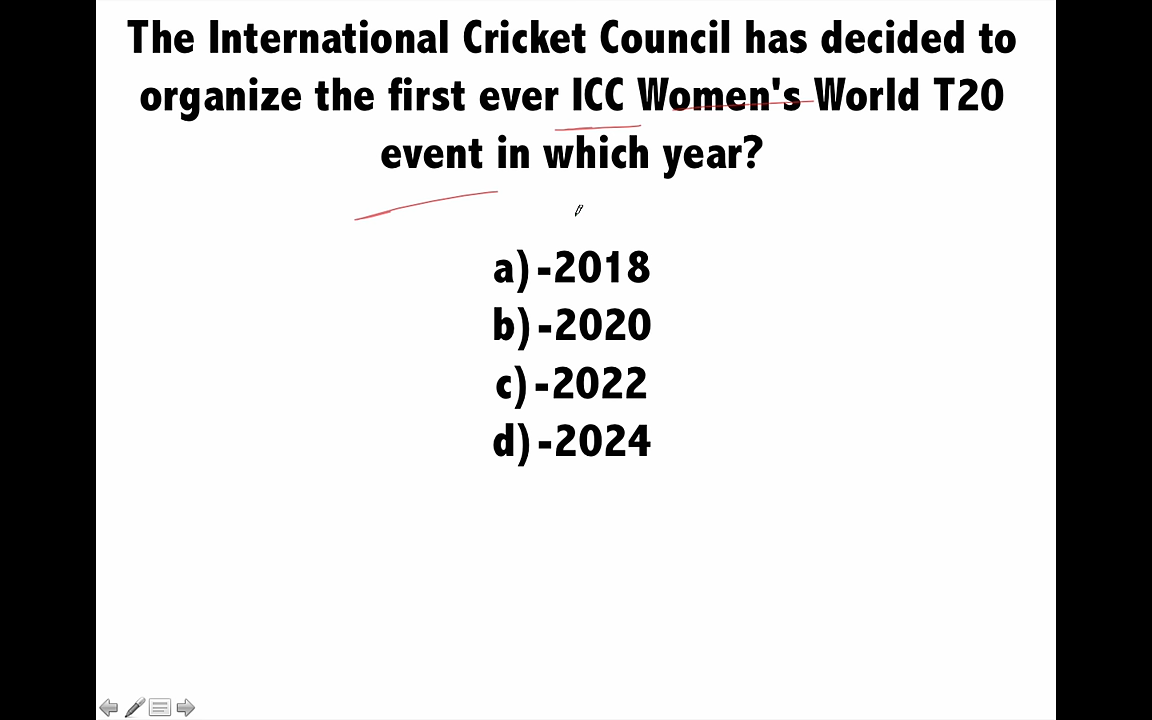 The International Cricket Council has decided to
organize the first ever ICC Women's World T20
event in which year?
a)-2018
b)-2020
c)-2022
d)-2024